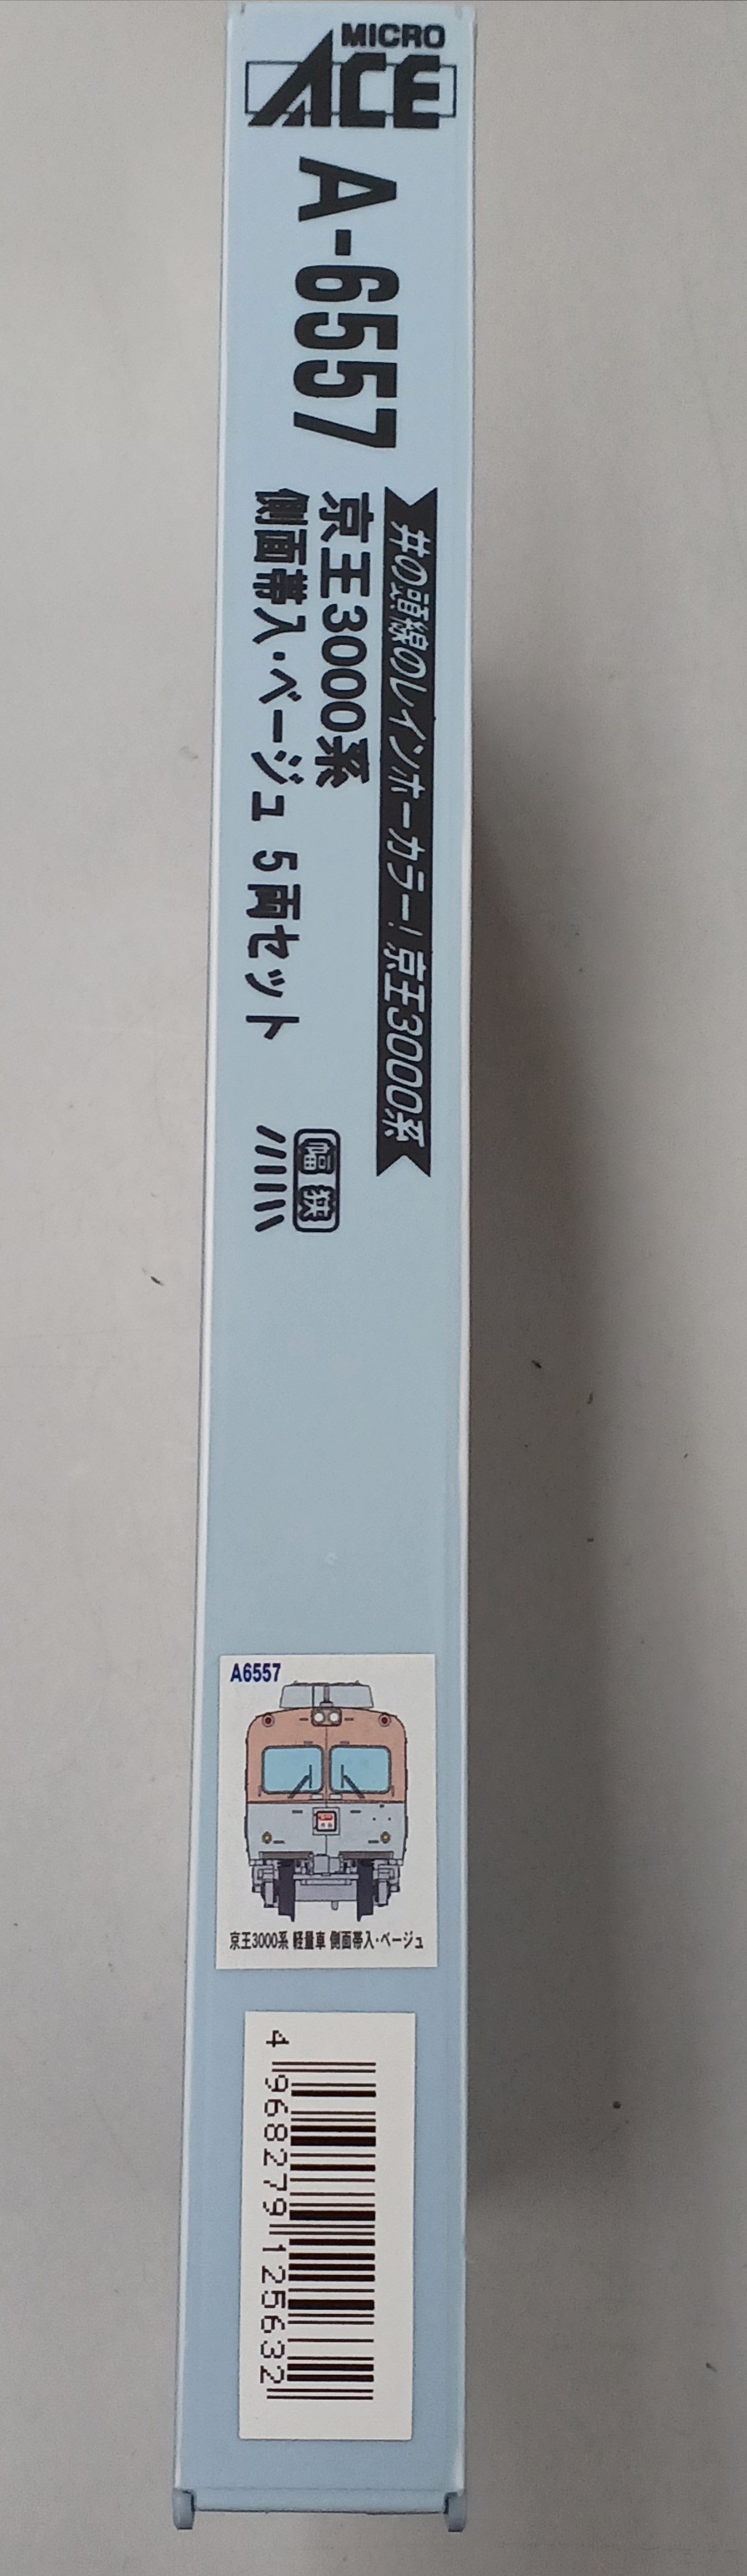 MICRO
ACE
A-6557
井の頭線のレインボーカラー!京王3000系
京王3000系
側面帯入・ベージュ 5両セット
幅狭
A6557
京王3000系 軽量車 側面帯入・ベージュ
4 968279 125632